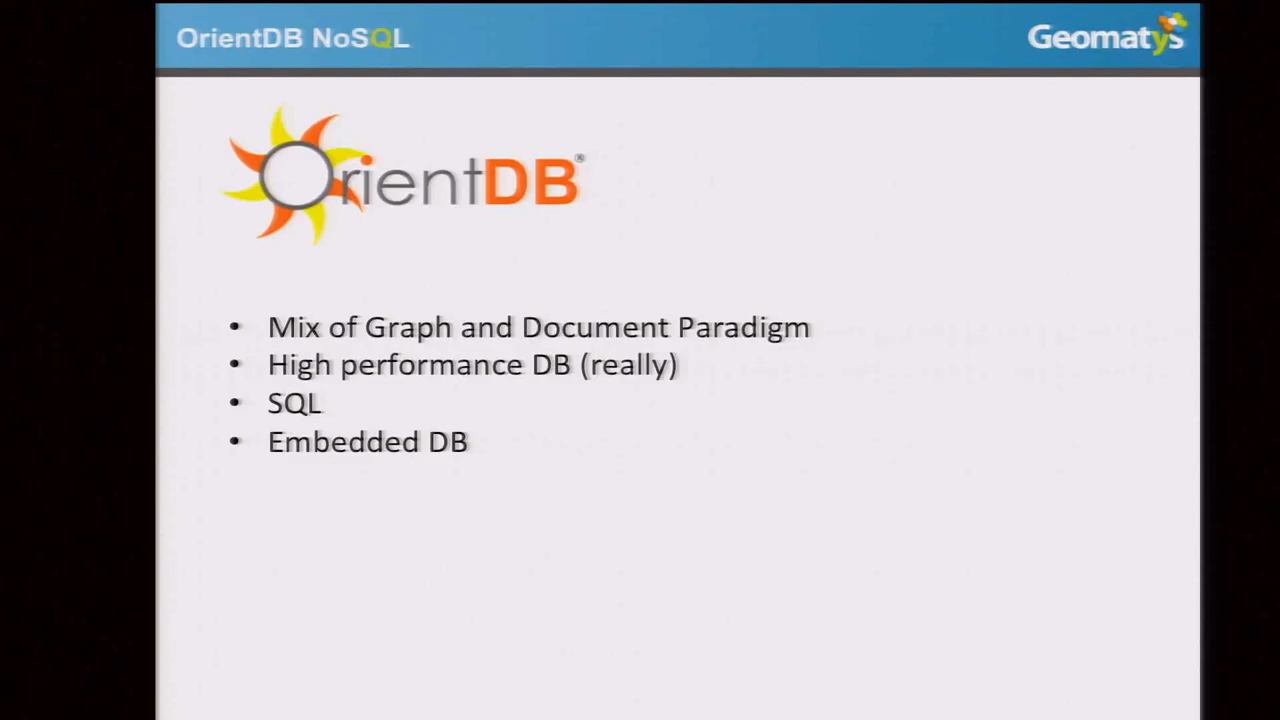 OrientDB NoSQL
Geomatys
OrientDB®
• Mix of Graph and Document Paradigm
• High performance DB (really)
• SQL
• Embedded DB